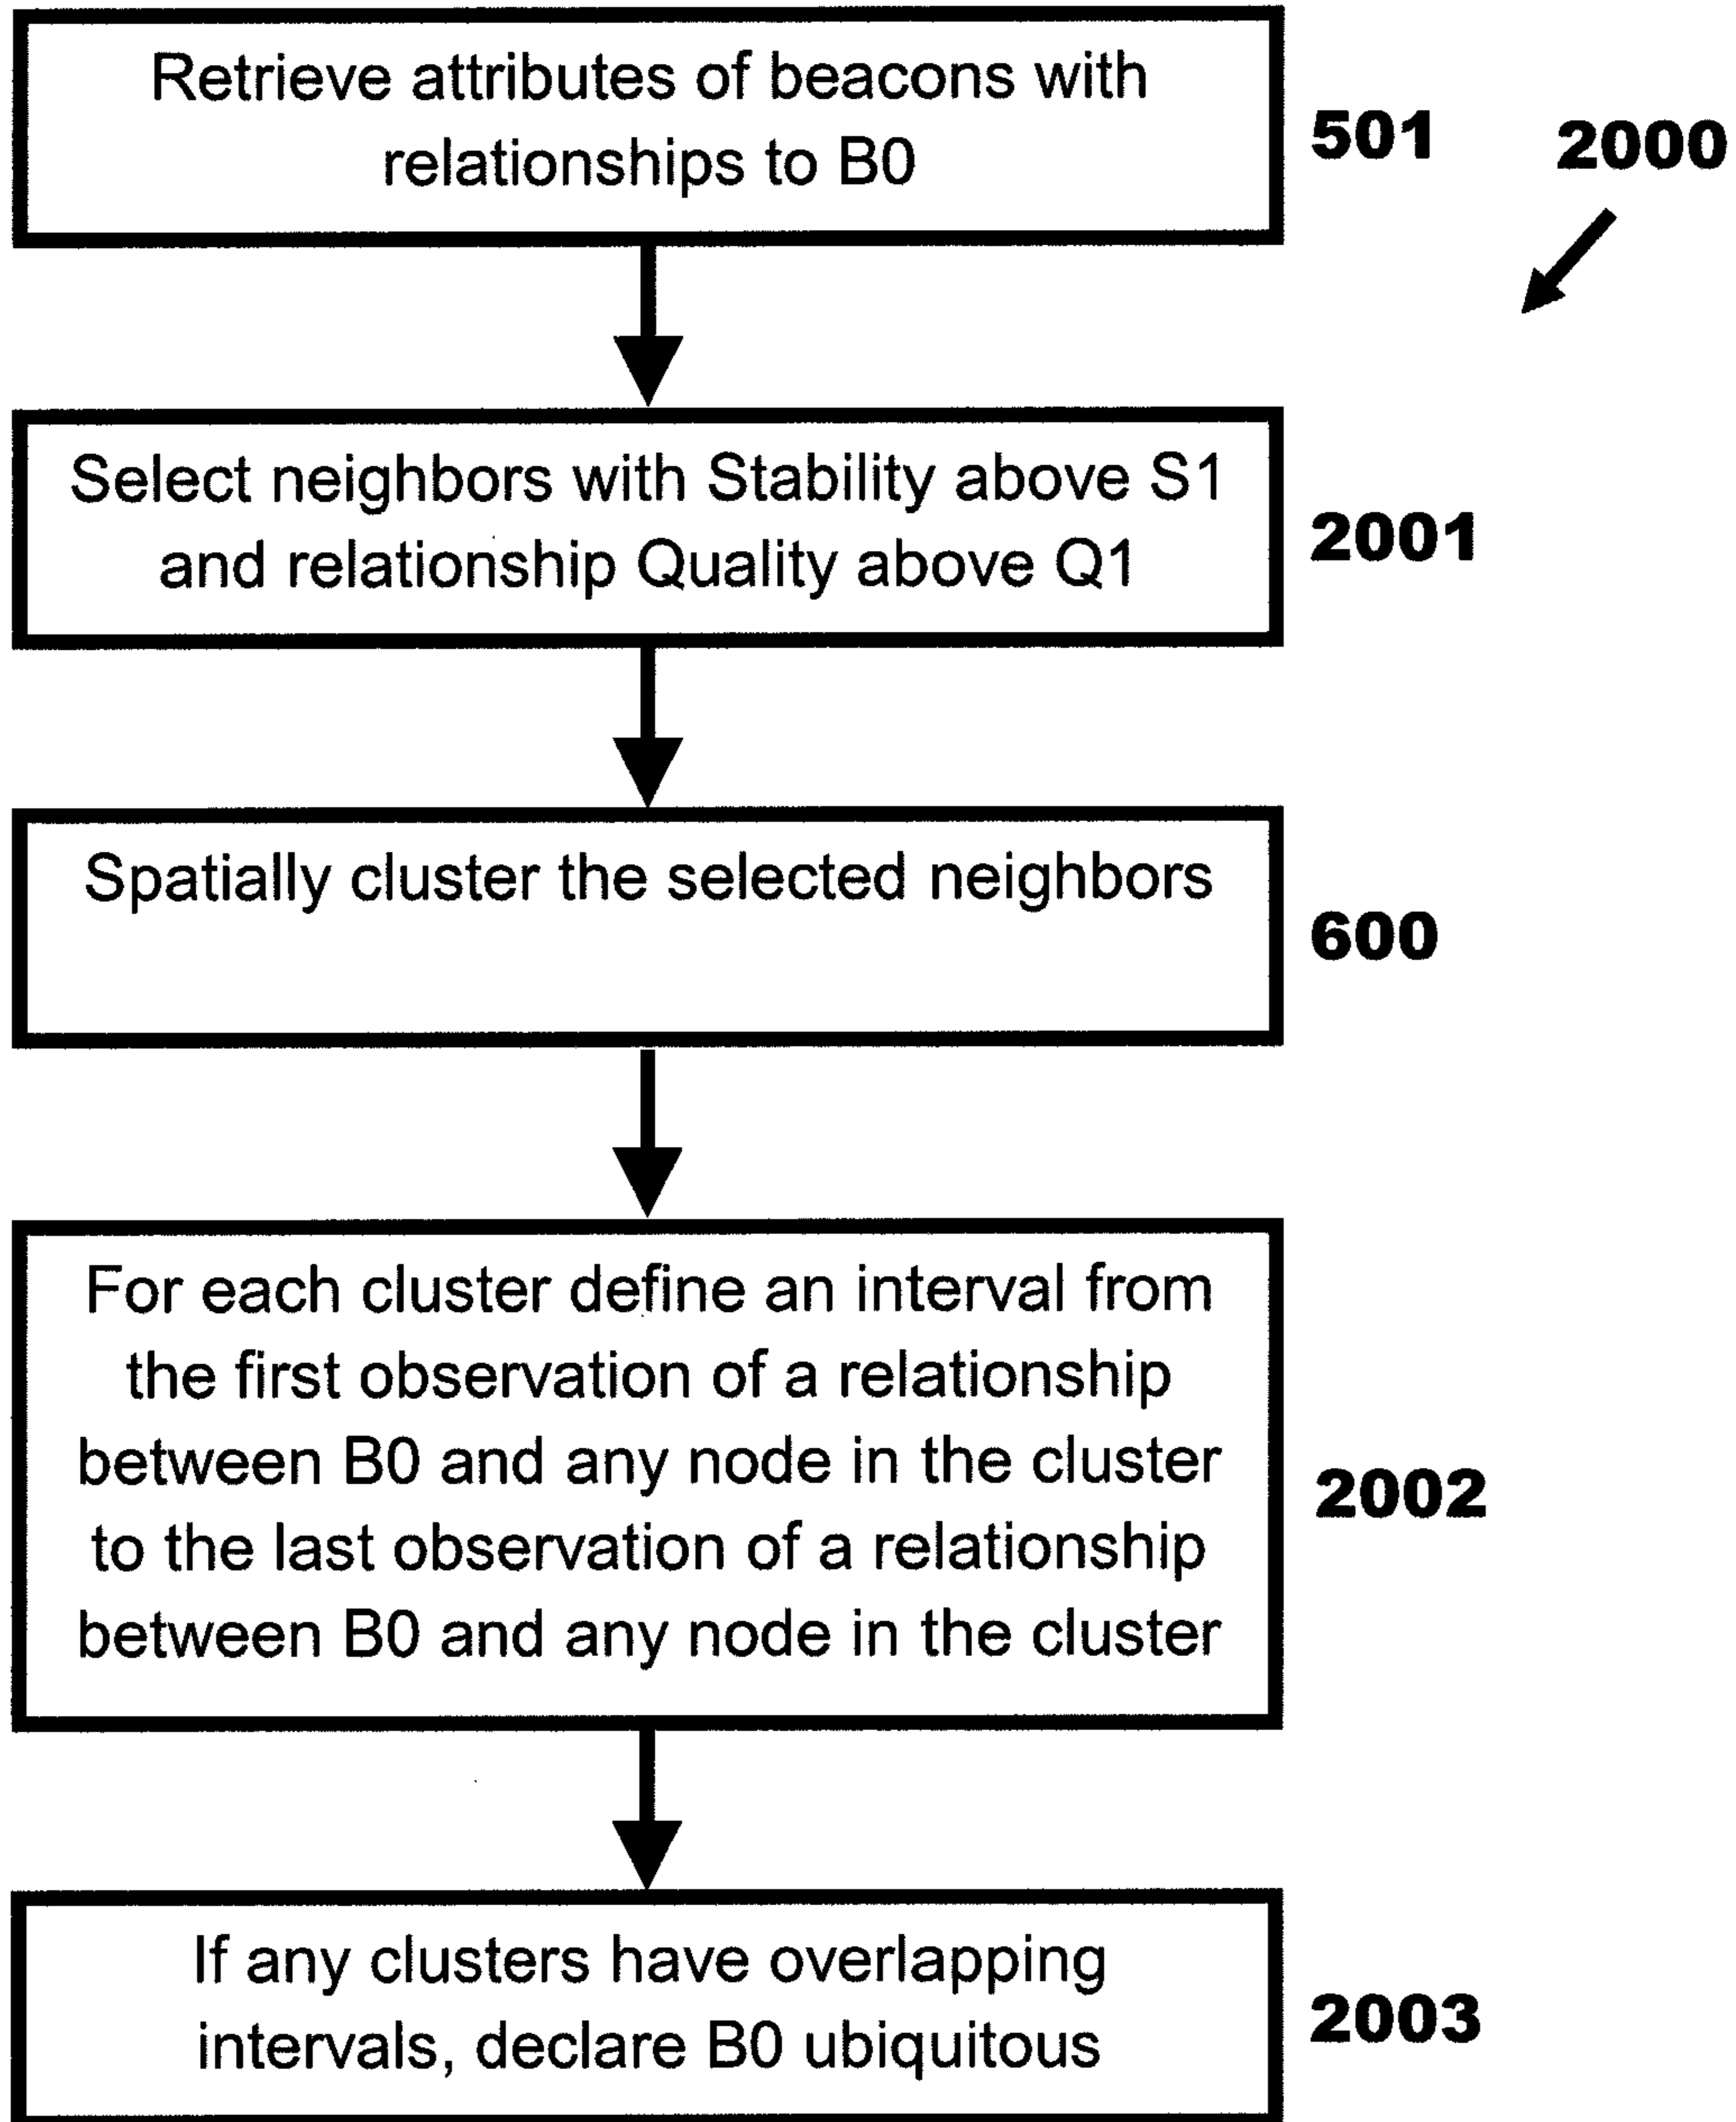 Retrieve attributes of beacons with
relationships to B0
501
2000
Select neighbors with Stability above S1
and relationship Quality above Q1
2001
Spatially cluster the selected neighbors
600
For each cluster define an interval from
the first observation of a relationship
between B0 and any node in the cluster
to the last observation of a relationship
between B0 and any node in the cluster
2002
If any clusters have overlapping
intervals, declare B0 ubiquitous
2003